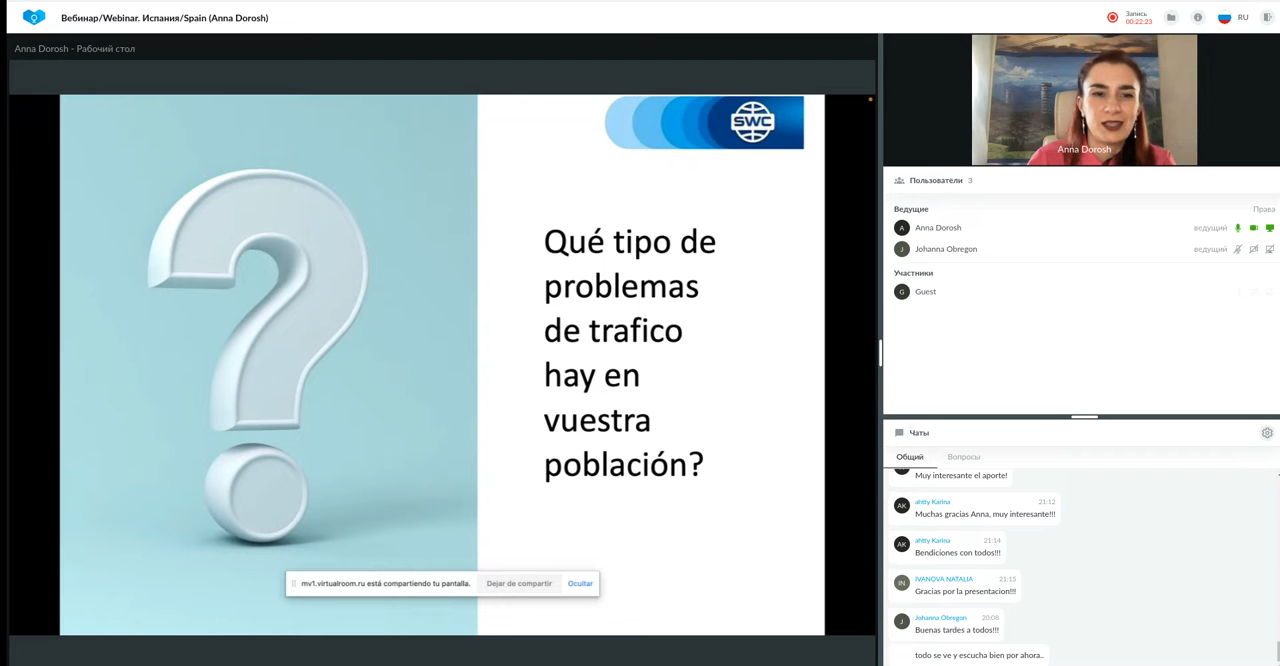 Вебинар/Webinar. Испания/Spain (Anna Dorosh)
Запись
00:22:23
RU
Anna Dorosh - Рабочий стол
SWC
Qué tipo de
problemas
de trafico
hay en
vuestra
población?
mv1.virtualroom.ru está compartiendo tu pantalla.
Dejar de compartir
Ocultar
Anna Dorosh
Пользователи 3
Ведущие
Права
A
Anna Dorosh
ведущий
J
Johanna Obregon
ведущий
Участники
G
Guest
Чаты
Общий
Вопросы
Muy interesante el aporte!
AK
ahtty Karina
21:12
Muchas gracias Anna, muy interesante!!!
AK
ahtty Karina
21:14
Bendiciones con todos!!!
IN
IVANOVA NATALIA
21:15
Gracias por la presentacion!!!
J
Johanna Obregon
20:08
Buenas tardes a todos!!!
todo se ve y escucha bien por ahora..